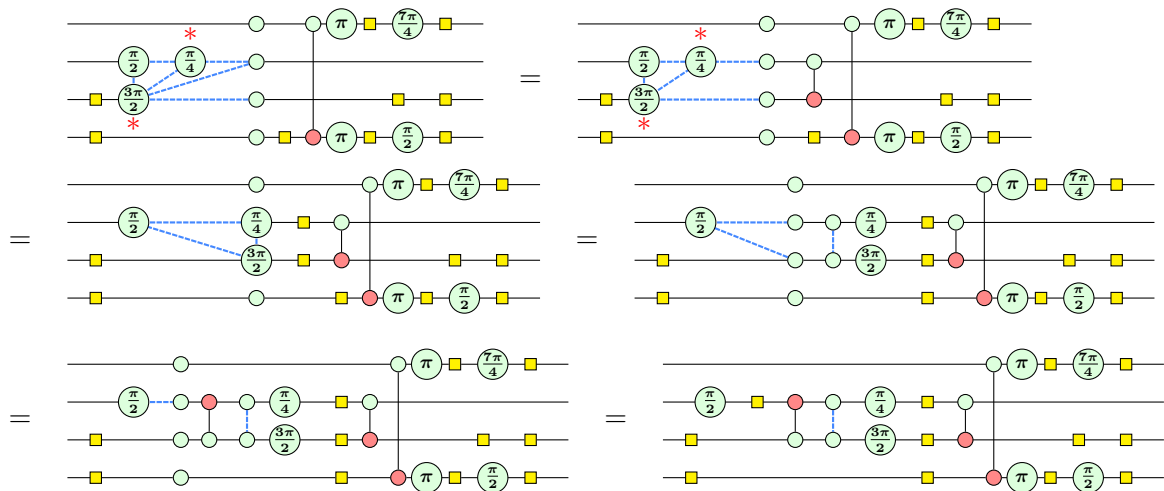 π 7π/4 π 7π/4
* *
π/2 π/4 π/2 π/4
=
3π/2 3π/2
* *
π π/2 π π/2
π 7π/4 π 7π/4
π/2 π/4 π/2 π/4
= =
3π/2 3π/2
π π/2 π π/2
π 7π/4 π 7π/4
π/2 π/4 π/2 π/4
= =
3π/2 3π/2
π π/2 π π/2